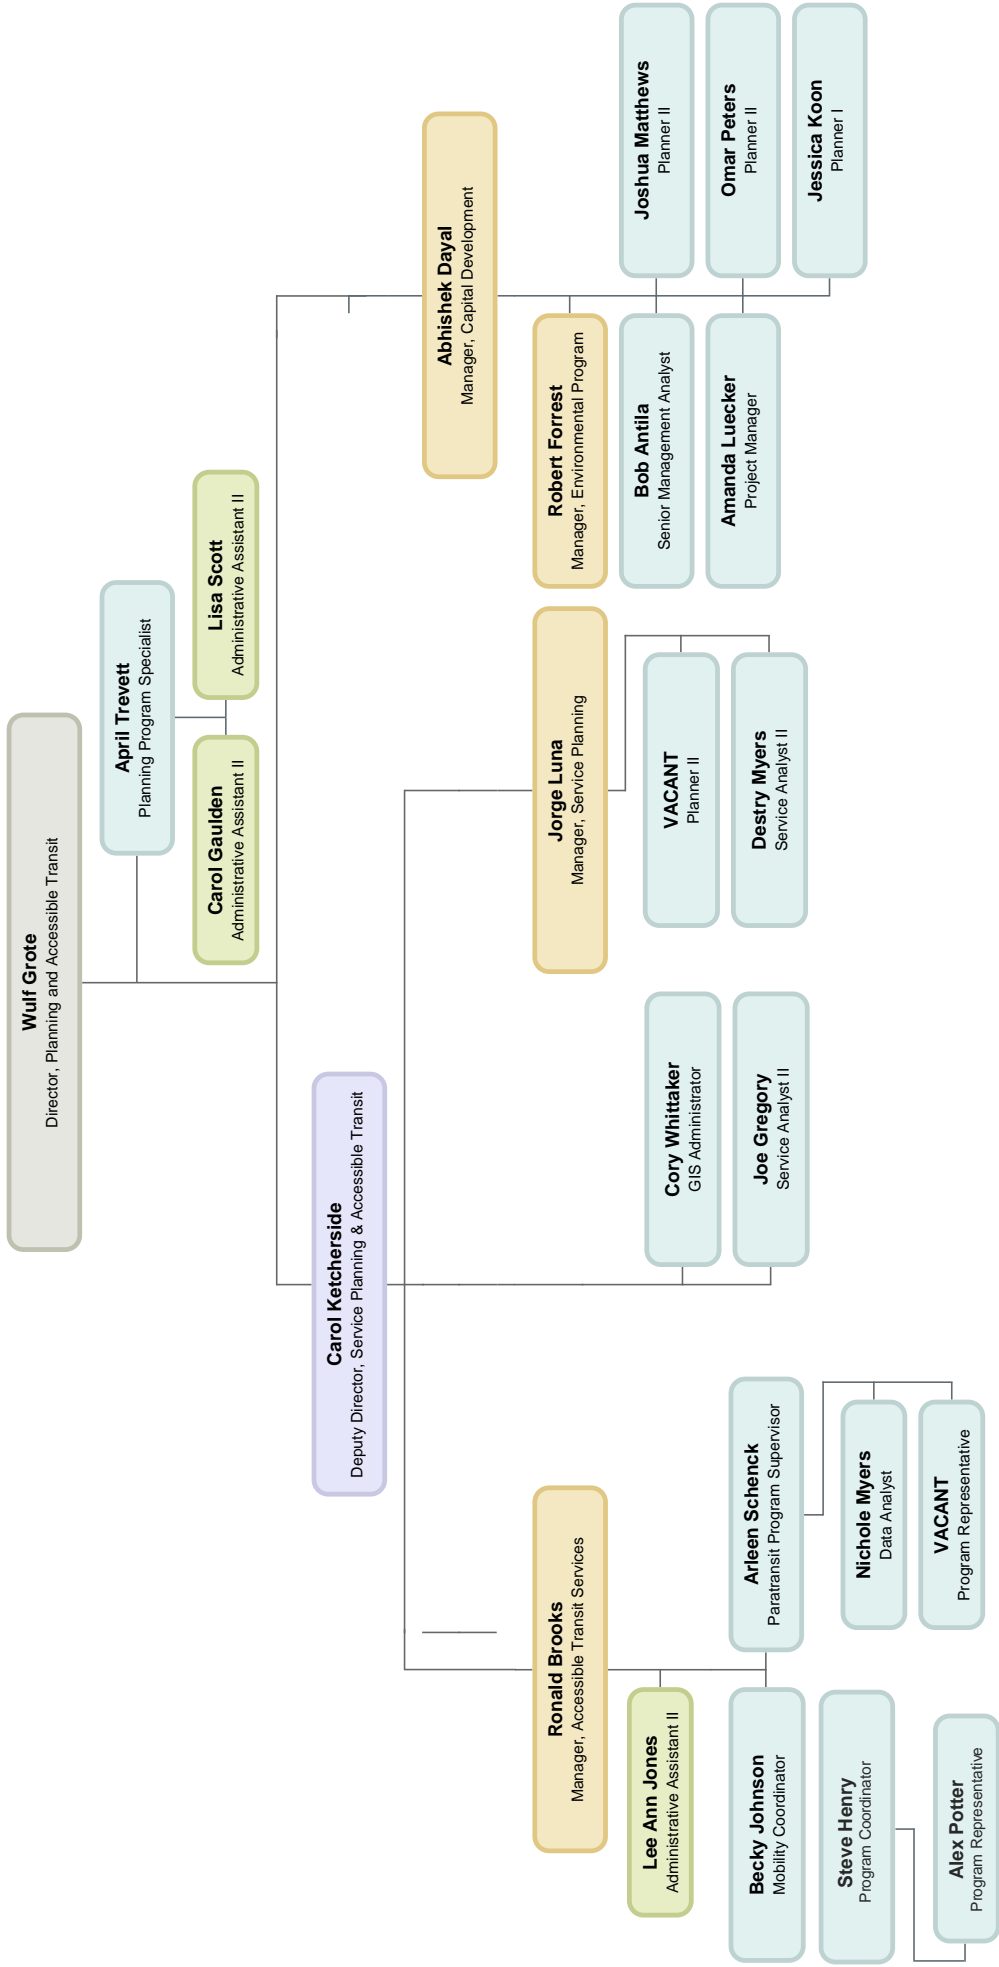 Wulf Grote
Director, Planning and Accessible Transit
April Trevett
Planning Program Specialist
Carol Gaulden
Administrative Assistant II
Lisa Scott
Administrative Assistant II
Carol Ketcherside
Deputy Director, Service Planning & Accessible Transit
Abhishek Dayal
Manager, Capital Development
Ronald Brooks
Manager, Accessible Transit Services
Jorge Luna
Manager, Service Planning
Robert Forrest
Manager, Environmental Program
Lee Ann Jones
Administrative Assistant II
Becky Johnson
Mobility Coordinator
Steve Henry
Program Coordinator
Alex Potter
Program Representative
Arleen Schenck
Paratransit Program Supervisor
Nichole Myers
Data Analyst
VACANT
Program Representative
Cory Whittaker
GIS Administrator
Joe Gregory
Service Analyst II
VACANT
Planner II
Destry Myers
Service Analyst II
Bob Antila
Senior Management Analyst
Amanda Luecker
Project Manager
Joshua Matthews
Planner II
Omar Peters
Planner II
Jessica Koon
Planner I